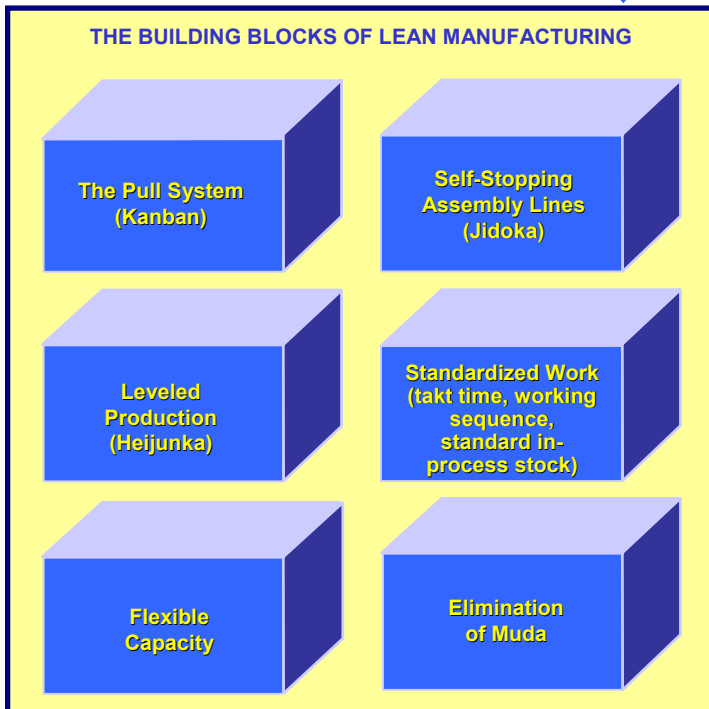 THE BUILDING BLOCKS OF LEAN MANUFACTURING
The Pull System
(Kanban)
Self-Stopping
Assembly Lines
(Jidoka)
Leveled
Production
(Heijunka)
Standardized Work
(takt time, working
sequence,
standard in-
process stock)
Flexible
Capacity
Elimination
of Muda